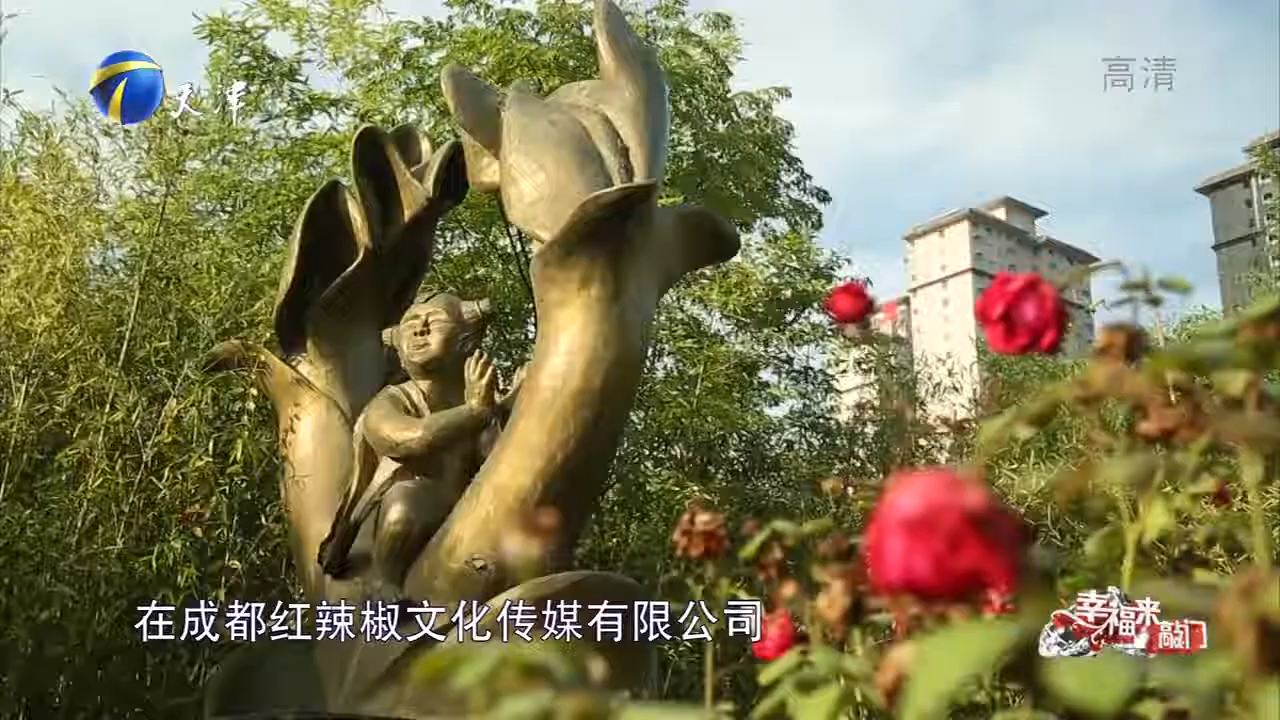 天津
高清
在成都红辣椒文化传媒有限公司
幸福来
敲门